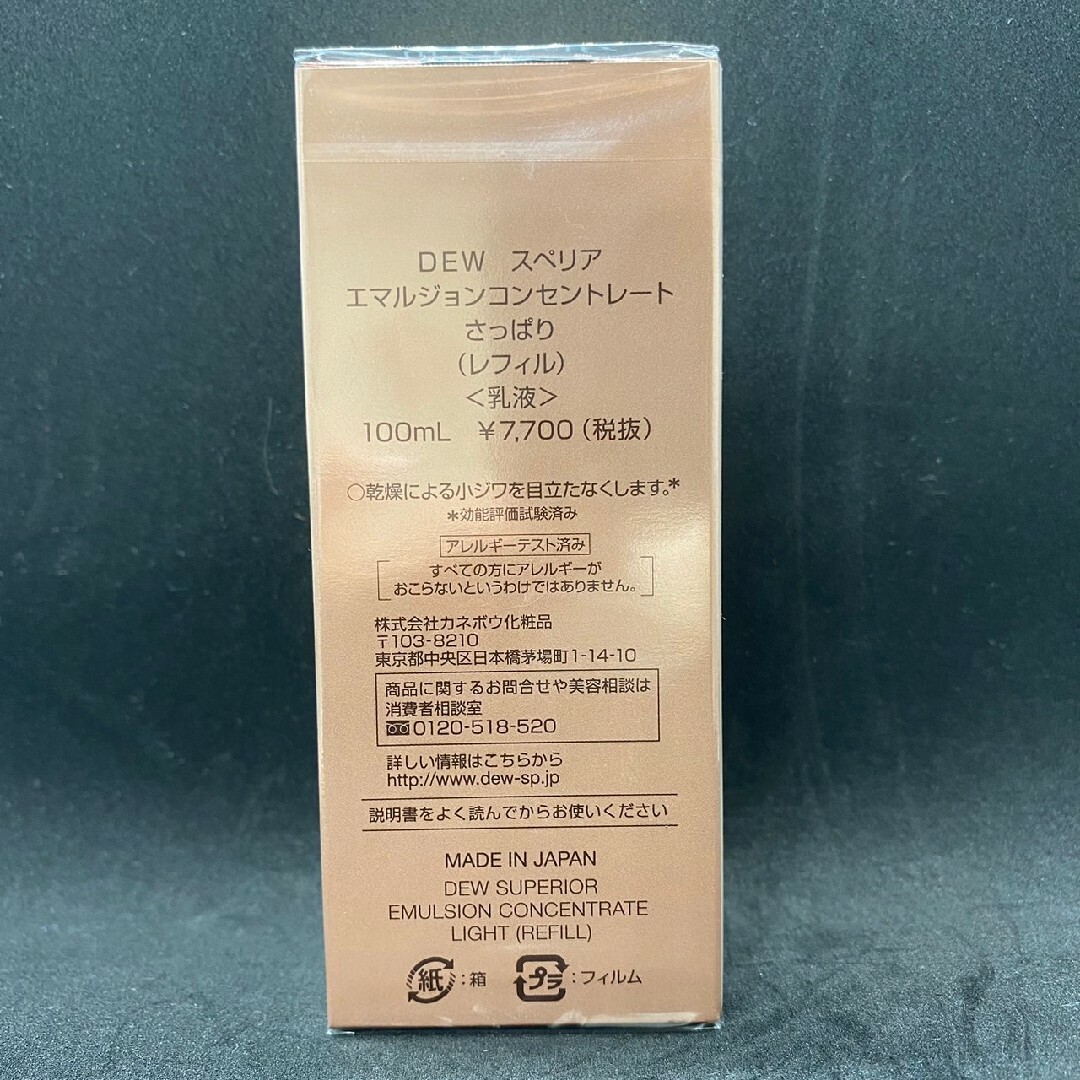 DEW スペリア
エマルジョンコンセントレート
さっぱり
(レフィル)
<乳液>
100mL ¥7,700(税抜)
○乾燥による小ジワを目立たなくします。*
*効能評価試験済み
アレルギーテスト済み
すべての方にアレルギーが
おこらないというわけではありません。
株式会社カネボウ化粧品
〒103-8210
東京都中央区日本橋茅場町1-14-10
商品に関するお問合せや美容相談は
消費者相談室
0120-518-520
詳しい情報はこちらから
http://www.dew-sp.jp
説明書をよく読んでからお使いください
MADE IN JAPAN
DEW SUPERIOR
EMULSION CONCENTRATE
LIGHT (REFILL)
紙:箱 プラ:フィルム